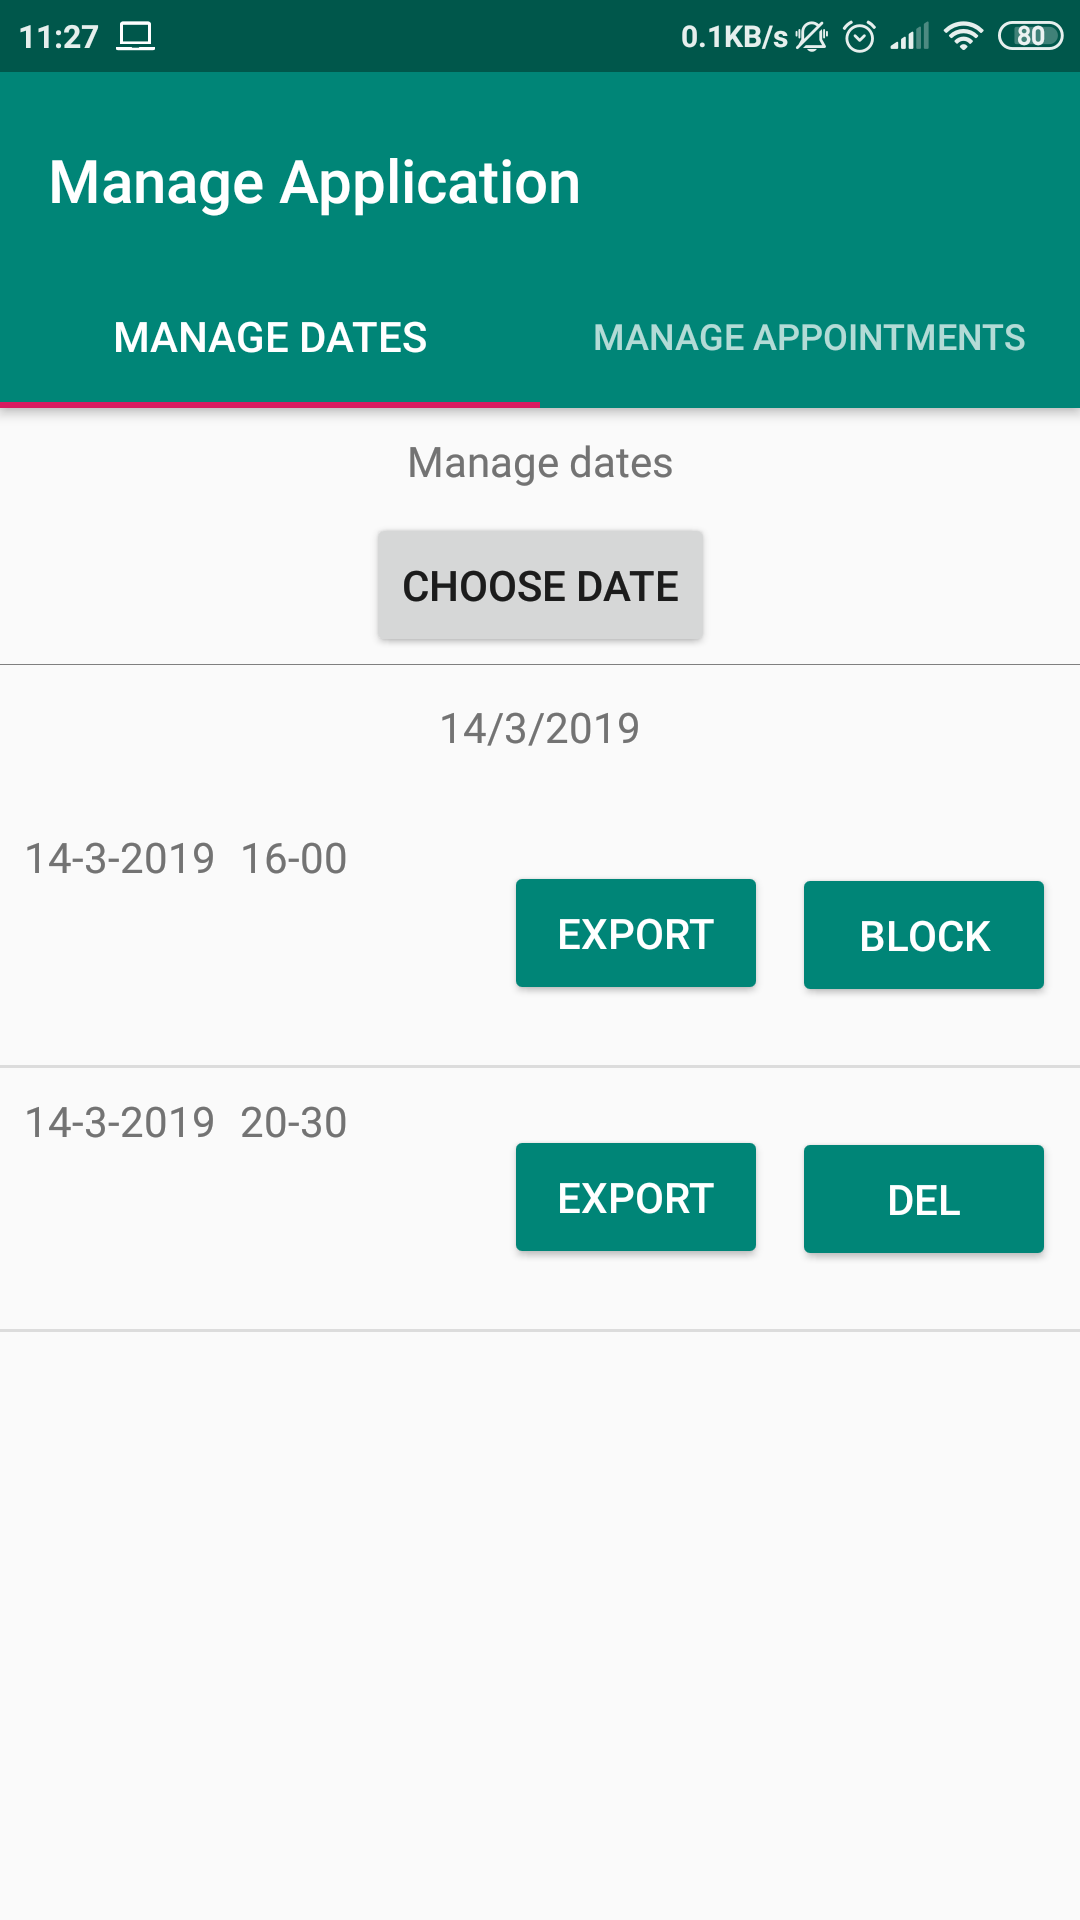 11:27 0.1KB/s 80
Manage Application
MANAGE DATES MANAGE APPOINTMENTS
Manage dates
CHOOSE DATE
14/3/2019
14-3-2019 16-00
EXPORT BLOCK
14-3-2019 20-30
EXPORT DEL